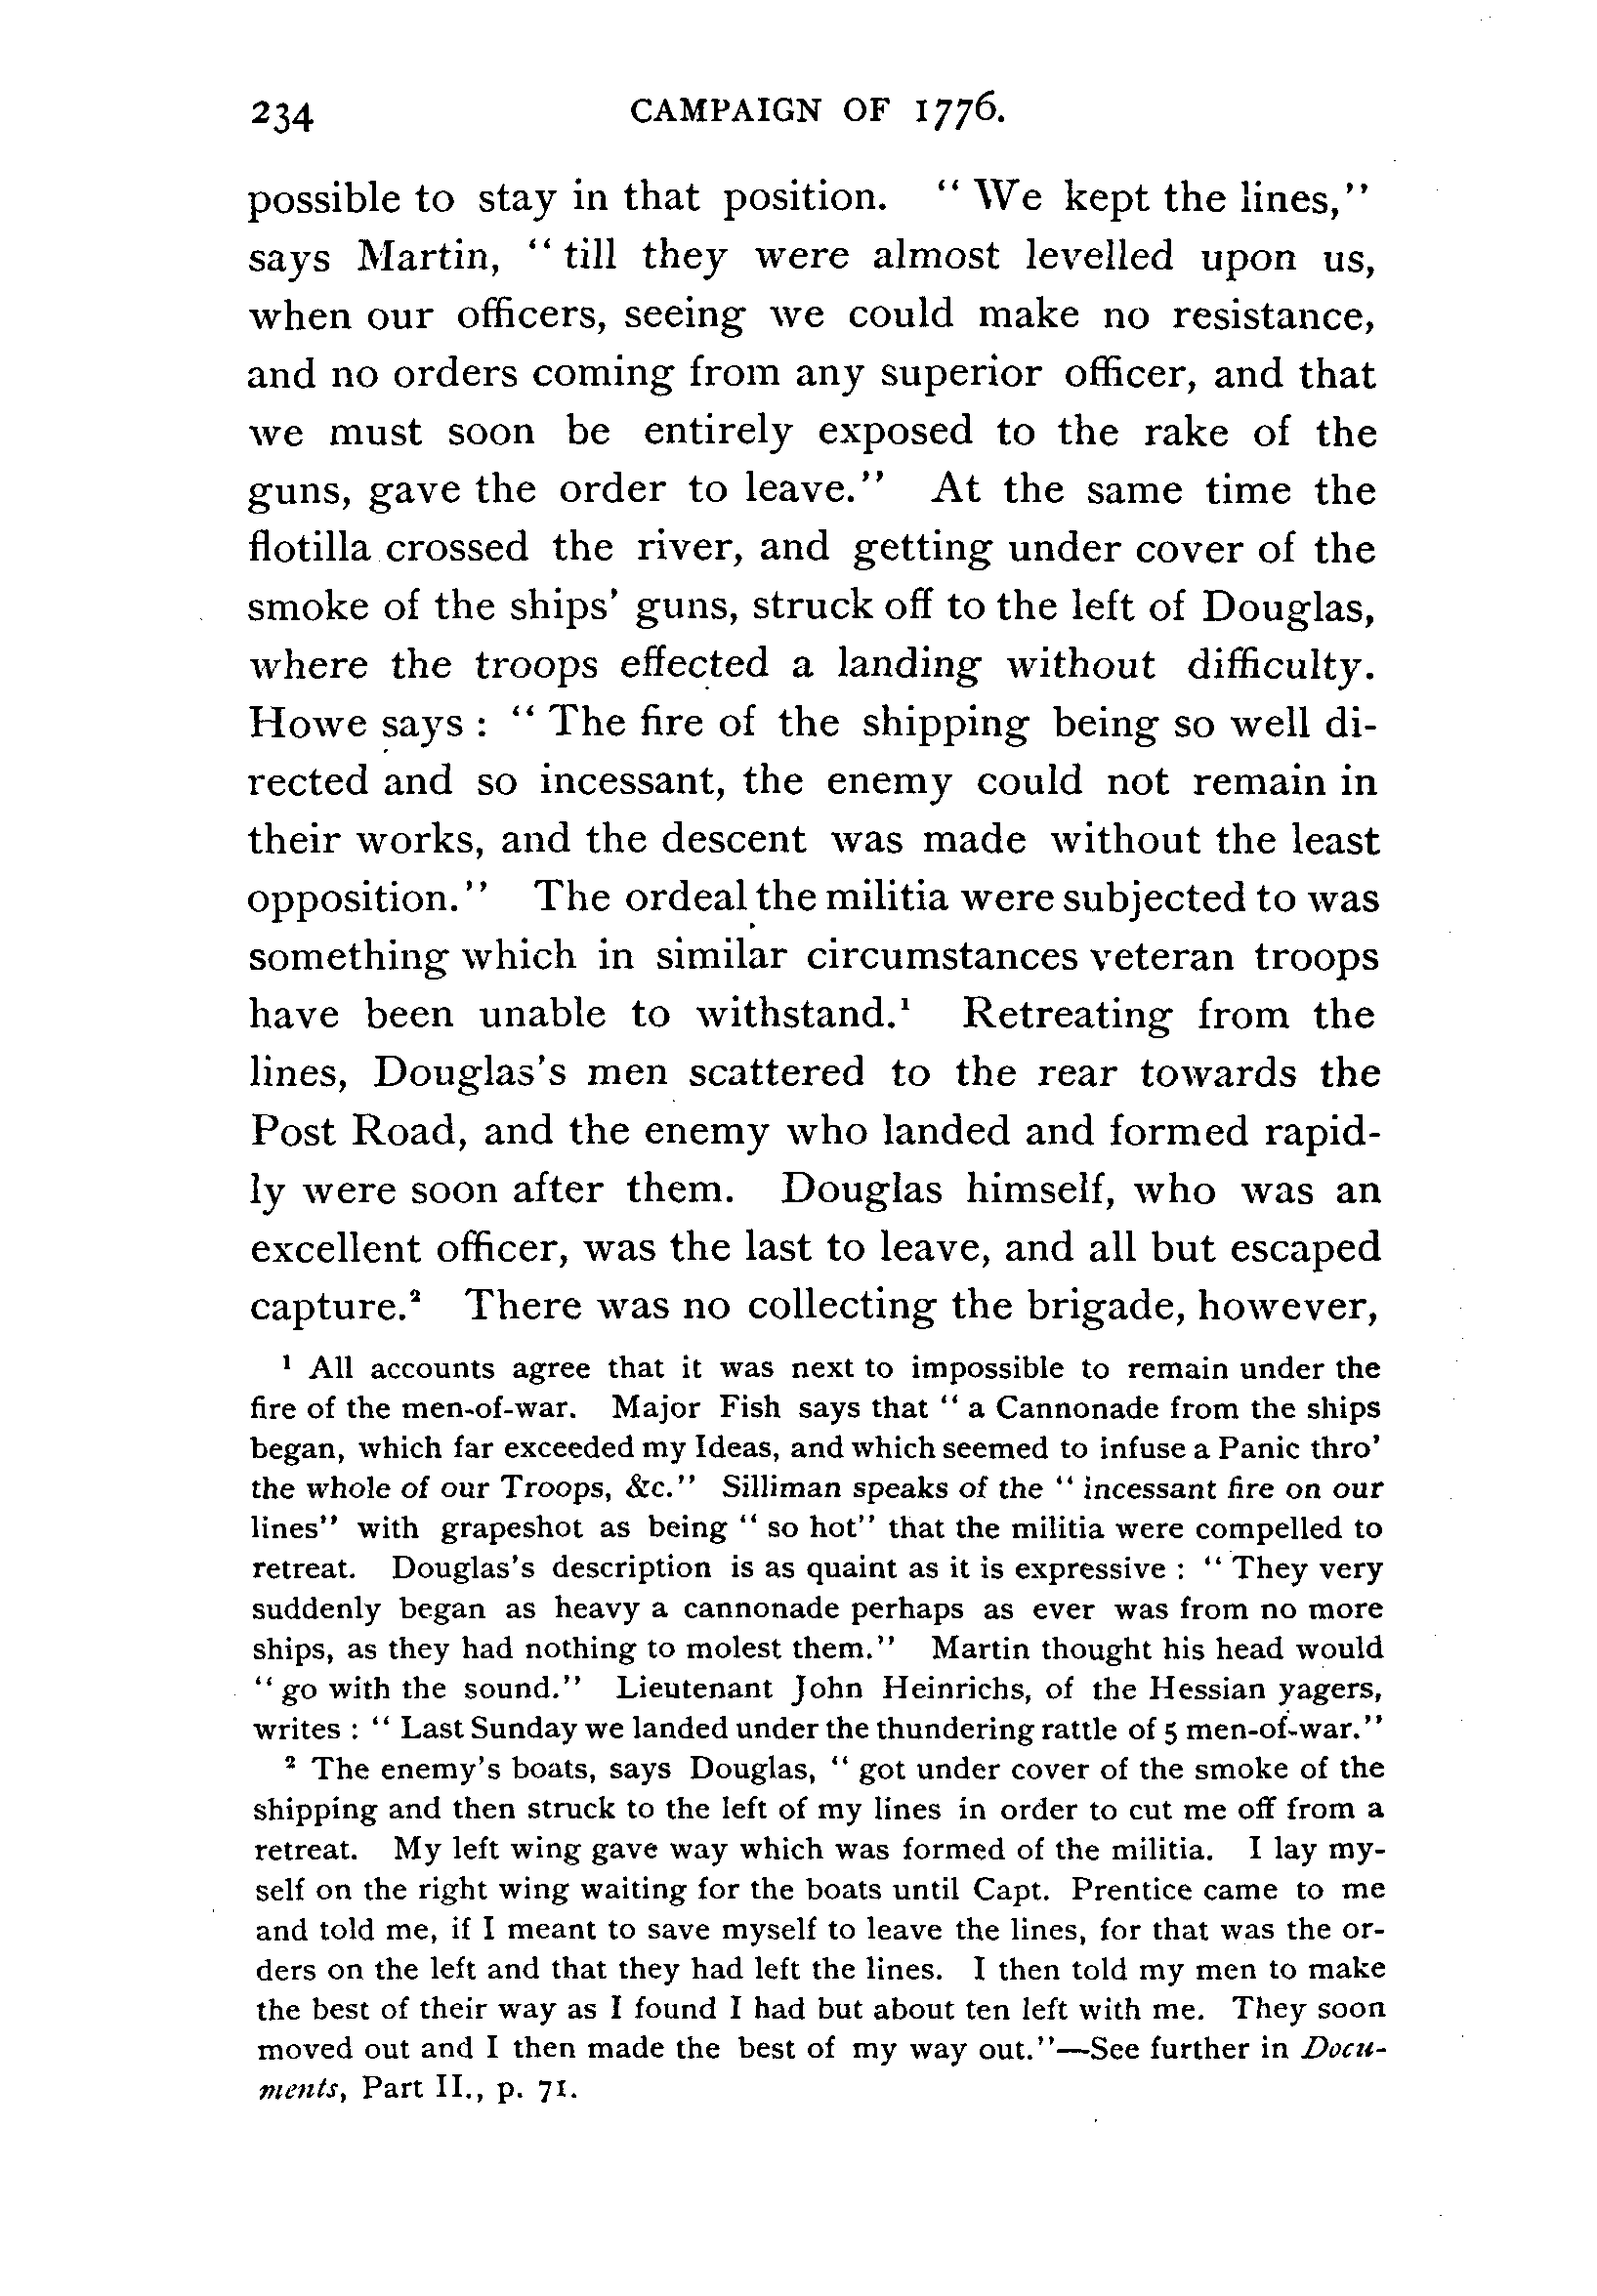 234 CAMPAIGN OF 1776.
possible to stay in that position. “ We kept the lines,”
says Martin, “ till they were almost levelled upon us,
when our officers, seeing we could make no resistance,
and no orders coming from any superior officer, and that
we must soon be entirely exposed to the rake of the
guns, gave the order to leave.” At the same time the
flotilla crossed the river, and getting under cover of the
smoke of the ships’ guns, struck off to the left of Douglas,
where the troops effected a landing without difficulty.
Howe says : “ The fire of the shipping being so well di-
rected and so incessant, the enemy could not remain in
their works, and the descent was made without the least
opposition.” The ordeal the militia were subjected to was
something which in similar circumstances veteran troops
have been unable to withstand.¹ Retreating from the
lines, Douglas’s men scattered to the rear towards the
Post Road, and the enemy who landed and formed rapid-
ly were soon after them. Douglas himself, who was an
excellent officer, was the last to leave, and all but escaped
capture.² There was no collecting the brigade, however,
¹ All accounts agree that it was next to impossible to remain under the
fire of the men-of-war. Major Fish says that “ a Cannonade from the ships
began, which far exceeded my Ideas, and which seemed to infuse a Panic thro’
the whole of our Troops, &c.” Silliman speaks of the “ incessant fire on our
lines” with grapeshot as being “ so hot” that the militia were compelled to
retreat. Douglas’s description is as quaint as it is expressive : “ They very
suddenly began as heavy a cannonade perhaps as ever was from no more
ships, as they had nothing to molest them.” Martin thought his head would
“ go with the sound.” Lieutenant John Heinrichs, of the Hessian yagers,
writes : “ Last Sunday we landed under the thundering rattle of 5 men-of-war.”
² The enemy’s boats, says Douglas, “ got under cover of the smoke of the
shipping and then struck to the left of my lines in order to cut me off from a
retreat. My left wing gave way which was formed of the militia. I lay my-
self on the right wing waiting for the boats until Capt. Prentice came to me
and told me, if I meant to save myself to leave the lines, for that was the or-
ders on the left and that they had left the lines. I then told my men to make
the best of their way as I found I had but about ten left with me. They soon
moved out and I then made the best of my way out.”—See further in Docu-
ments, Part II., p. 71.